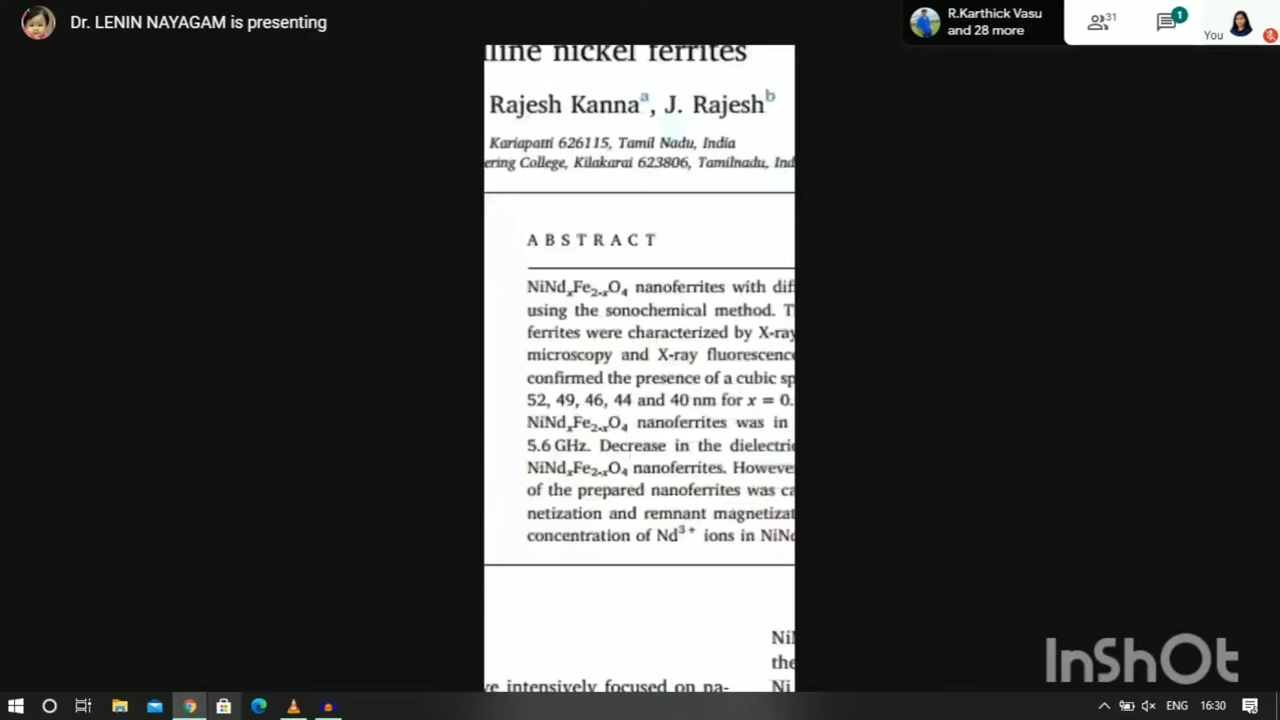 Dr. LENIN NAYAGAM is presenting
R.Karthick Vasu
and 28 more
31
1
You
line nickel ferrites
Rajesh Kannaᵃ, J. Rajeshᵇ
Kariapatti 626115, Tamil Nadu, India
ering College, Kilakarai 623806, Tamilnadu, Ind
ABSTRACT
NiNdₓFe₂₋ₓO₄ nanoferrites with dif
using the sonochemical method. T
ferrites were characterized by X-ray
microscopy and X-ray fluorescence
confirmed the presence of a cubic sp
52, 49, 46, 44 and 40 nm for x = 0.
NiNdₓFe₂₋ₓO₄ nanoferrites was in
5.6 GHz. Decrease in the dielectric
NiNdₓFe₂₋ₓO₄ nanoferrites. Howeve
of the prepared nanoferrites was ca
netization and remnant magnetizat
concentration of Nd³⁺ ions in NiNd
NiN
the
ve intensively focused on na-
Ni
InShOt
ENG
16:30